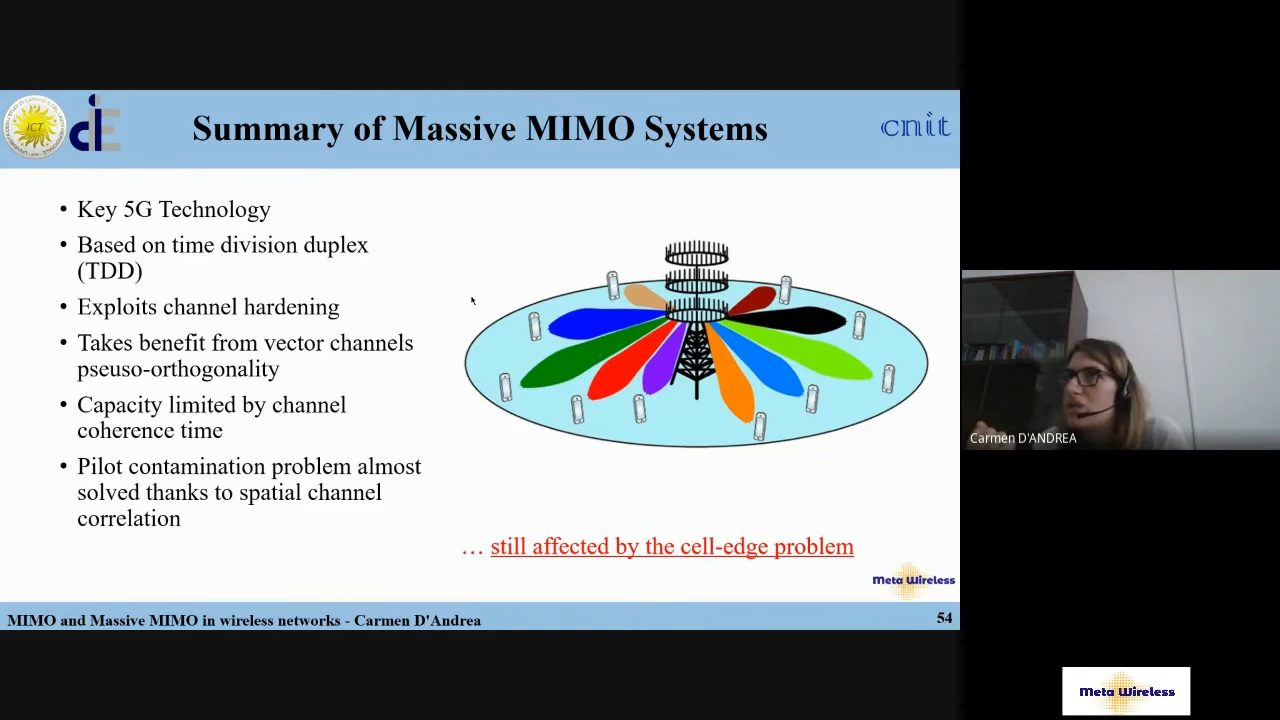 ICT
diE
Summary of Massive MIMO Systems
cnit
• Key 5G Technology
• Based on time division duplex
(TDD)
• Exploits channel hardening
• Takes benefit from vector channels
pseuso-orthogonality
• Capacity limited by channel
coherence time
• Pilot contamination problem almost
solved thanks to spatial channel
correlation
… still affected by the cell-edge problem
Meta Wireless
MIMO and Massive MIMO in wireless networks - Carmen D'Andrea
54
Carmen D'ANDREA
Meta Wireless